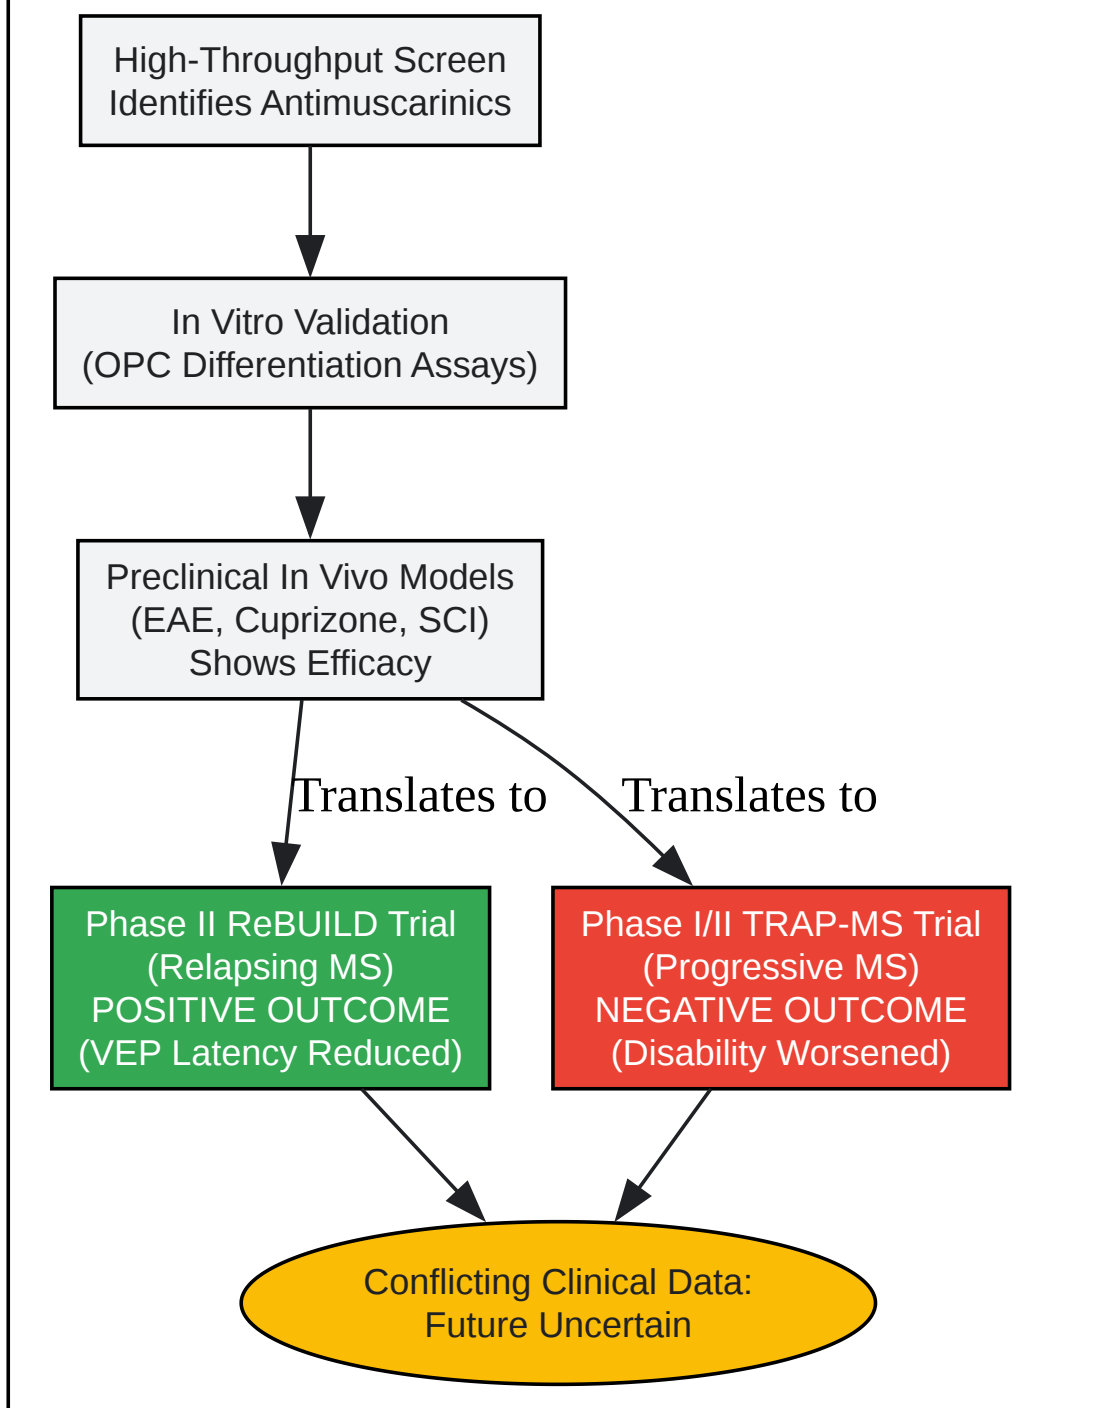 High-Throughput Screen
Identifies Antimuscarinics
In Vitro Validation
(OPC Differentiation Assays)
Preclinical In Vivo Models
(EAE, Cuprizone, SCI)
Shows Efficacy
Translates to
Translates to
Phase II ReBUILD Trial
(Relapsing MS)
POSITIVE OUTCOME
(VEP Latency Reduced)
Phase I/II TRAP-MS Trial
(Progressive MS)
NEGATIVE OUTCOME
(Disability Worsened)
Conflicting Clinical Data:
Future Uncertain